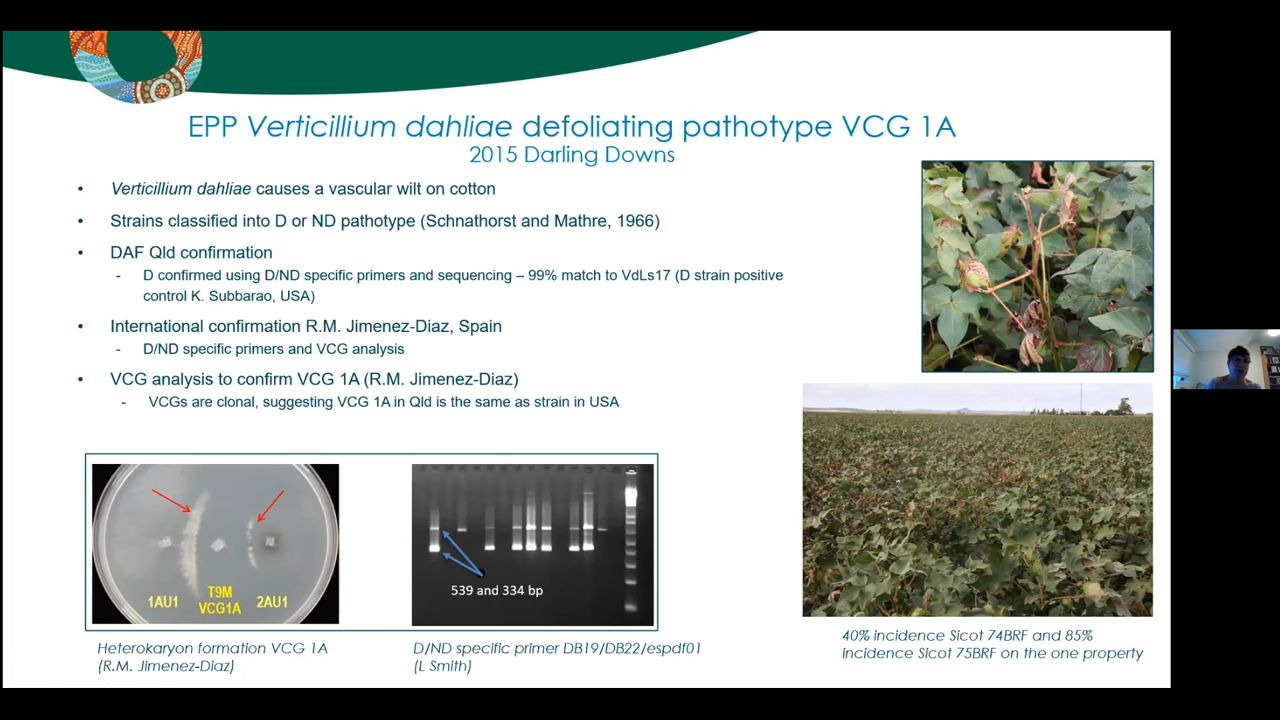 EPP Verticillium dahliae defoliating pathotype VCG 1A
2015 Darling Downs
• Verticillium dahliae causes a vascular wilt on cotton
• Strains classified into D or ND pathotype (Schnathorst and Mathre, 1966)
• DAF Qld confirmation
- D confirmed using D/ND specific primers and sequencing – 99% match to VdLs17 (D strain positive
control K. Subbarao, USA)
• International confirmation R.M. Jimenez-Diaz, Spain
- D/ND specific primers and VCG analysis
• VCG analysis to confirm VCG 1A (R.M. Jimenez-Diaz)
- VCGs are clonal, suggesting VCG 1A in Qld is the same as strain in USA
1AU1
T9M
VCG1A
2AU1
539 and 334 bp
Heterokaryon formation VCG 1A
(R.M. Jimenez-Diaz)
D/ND specific primer DB19/DB22/espdf01
(L Smith)
40% incidence Sicot 74BRF and 85%
incidence Sicot 75BRF on the one property